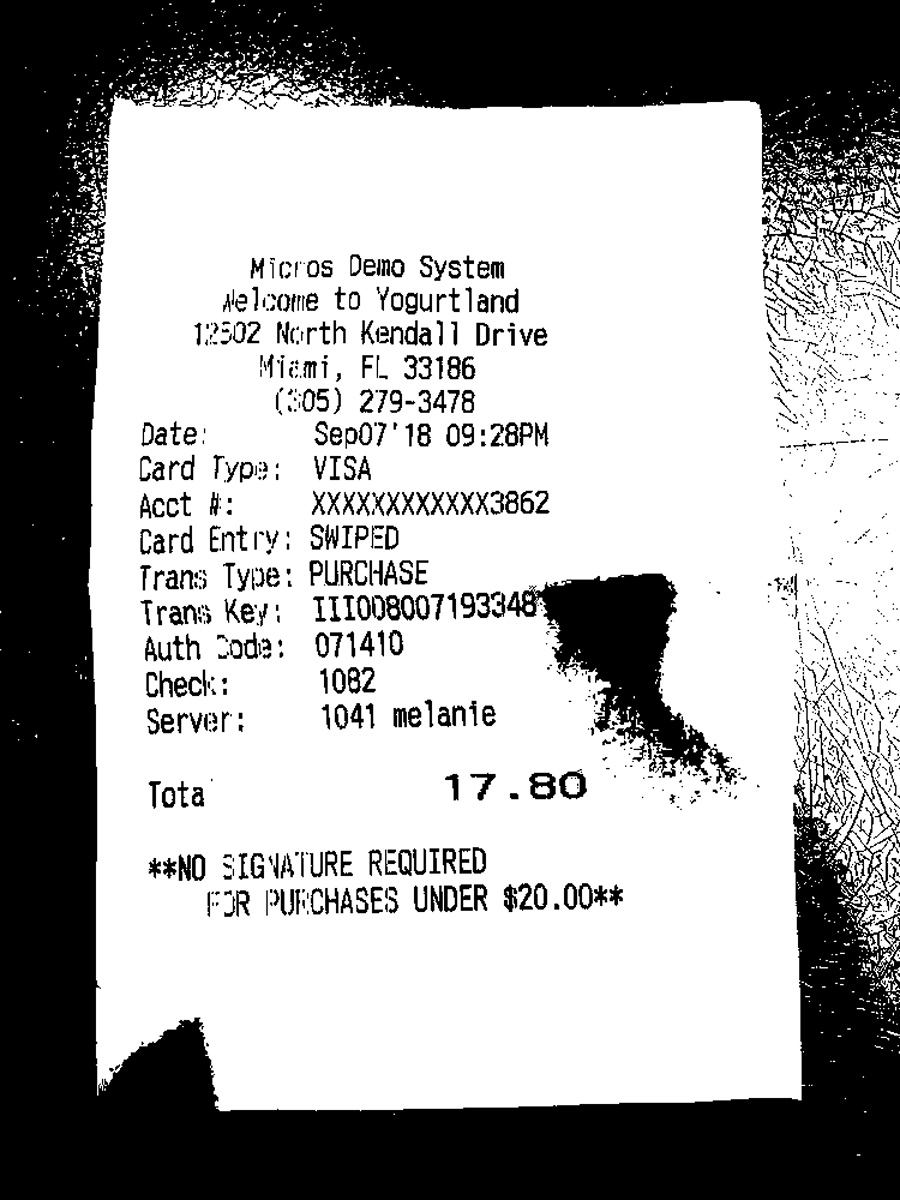 Micros Demo System
Welcome to Yogurtland
12502 North Kendall Drive
Miami, FL 33186
(305) 279-3478
Date: Sep07'18 09:28PM
Card Type: VISA
Acct #: XXXXXXXXXXXX3862
Card Entry: SWIPED
Trans Type: PURCHASE
Trans Key: III008007193348
Auth Code: 071410
Check: 1082
Server: 1041 melanie
Tota 17.80
**NO SIGNATURE REQUIRED
FOR PURCHASES UNDER $20.00**